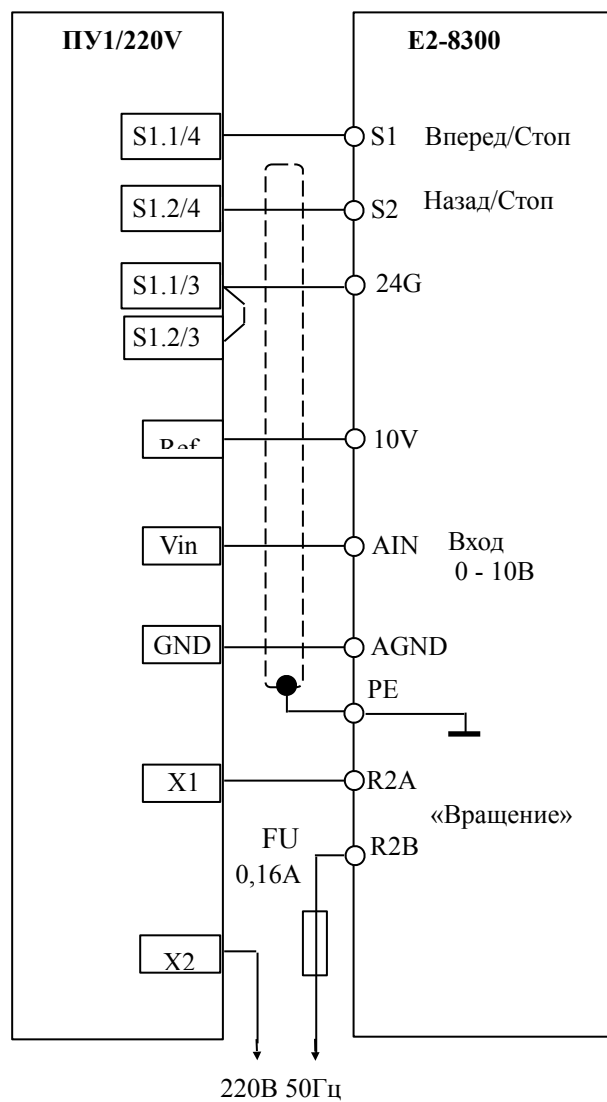 ПУ1/220V
E2-8300
S1.1/4
S1
Вперед/Стоп
S1.2/4
S2
Назад/Стоп
S1.1/3
24G
S1.2/3
Ref
10V
Vin
AIN
Вход
0 - 10В
GND
AGND
PE
X1
R2A
«Вращение»
FU
0,16А
R2B
X2
220В 50Гц